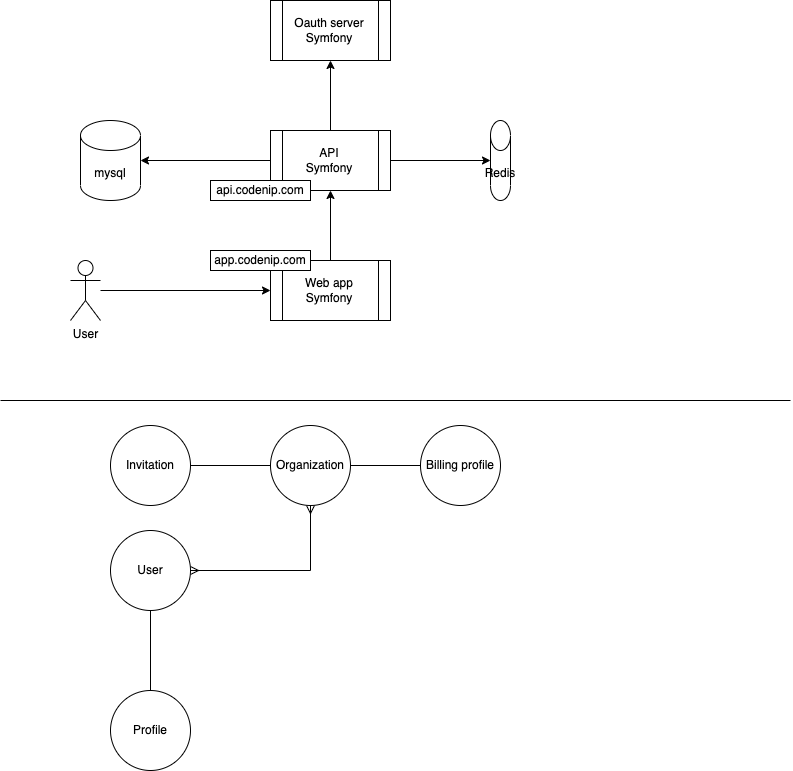 Oauth server
Symfony
mysql
API
Symfony
Redis
api.codenip.com
app.codenip.com
Web app
Symfony
User
Invitation
Organization
Billing profile
User
Profile